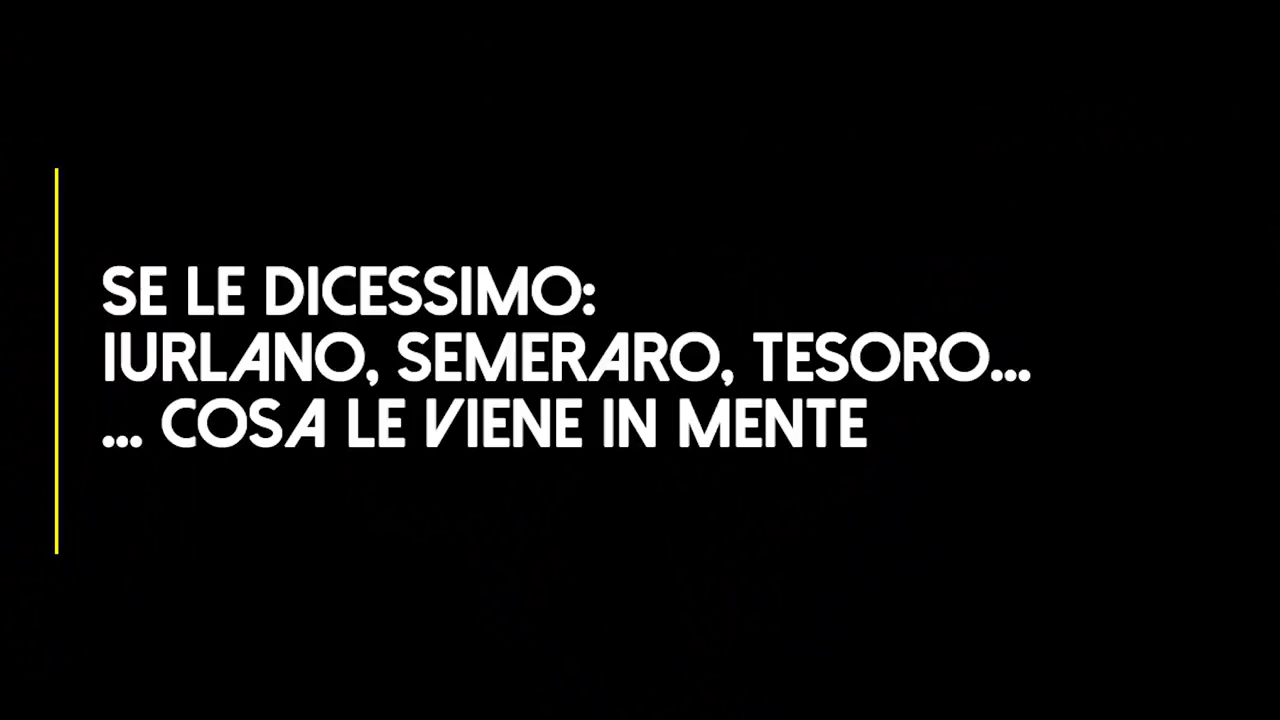 SE LE DICESSIMO:
IURLANO, SEMERARO, TESORO...
... COSA LE VIENE IN MENTE